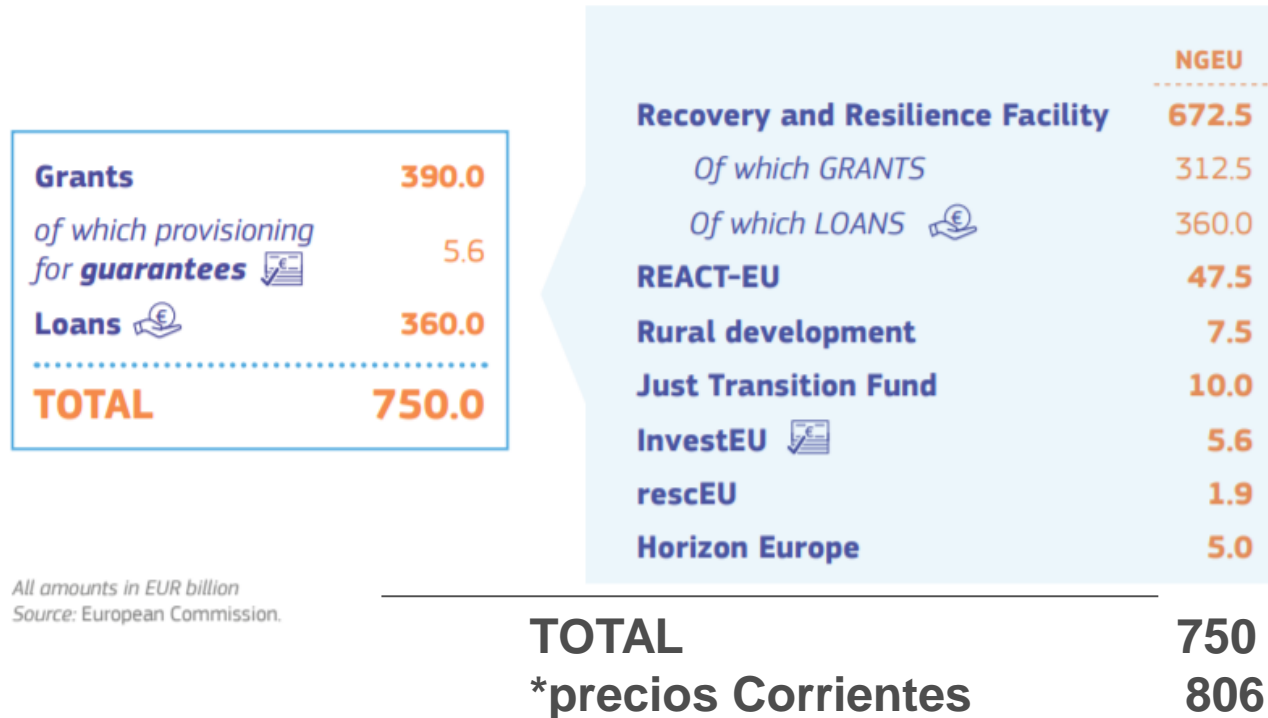 Grants 390.0
of which provisioning
for guarantees 5.6
Loans 360.0
TOTAL 750.0
All amounts in EUR billion
Source: European Commission.
NGEU
Recovery and Resilience Facility 672.5
Of which GRANTS 312.5
Of which LOANS 360.0
REACT-EU 47.5
Rural development 7.5
Just Transition Fund 10.0
InvestEU 5.6
rescEU 1.9
Horizon Europe 5.0
TOTAL 750
*precios Corrientes 806